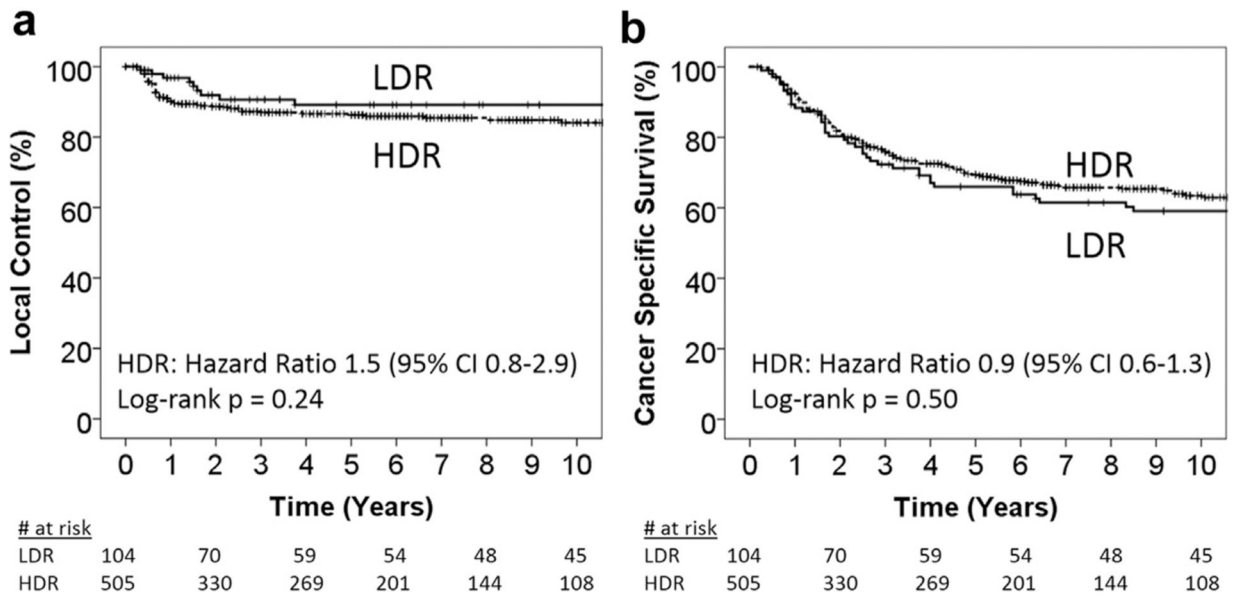 a
Local Control (%)
100
80
60
40
20
0
LDR
HDR
HDR: Hazard Ratio 1.5 (95% CI 0.8-2.9)
Log-rank p = 0.24
0 1 2 3 4 5 6 7 8 9 10
Time (Years)
# at risk
LDR 104 70 59 54 48 45
HDR 505 330 269 201 144 108
b
Cancer Specific Survival (%)
100
80
60
40
20
0
HDR
LDR
HDR: Hazard Ratio 0.9 (95% CI 0.6-1.3)
Log-rank p = 0.50
0 1 2 3 4 5 6 7 8 9 10
Time (Years)
# at risk
LDR 104 70 59 54 48 45
HDR 505 330 269 201 144 108